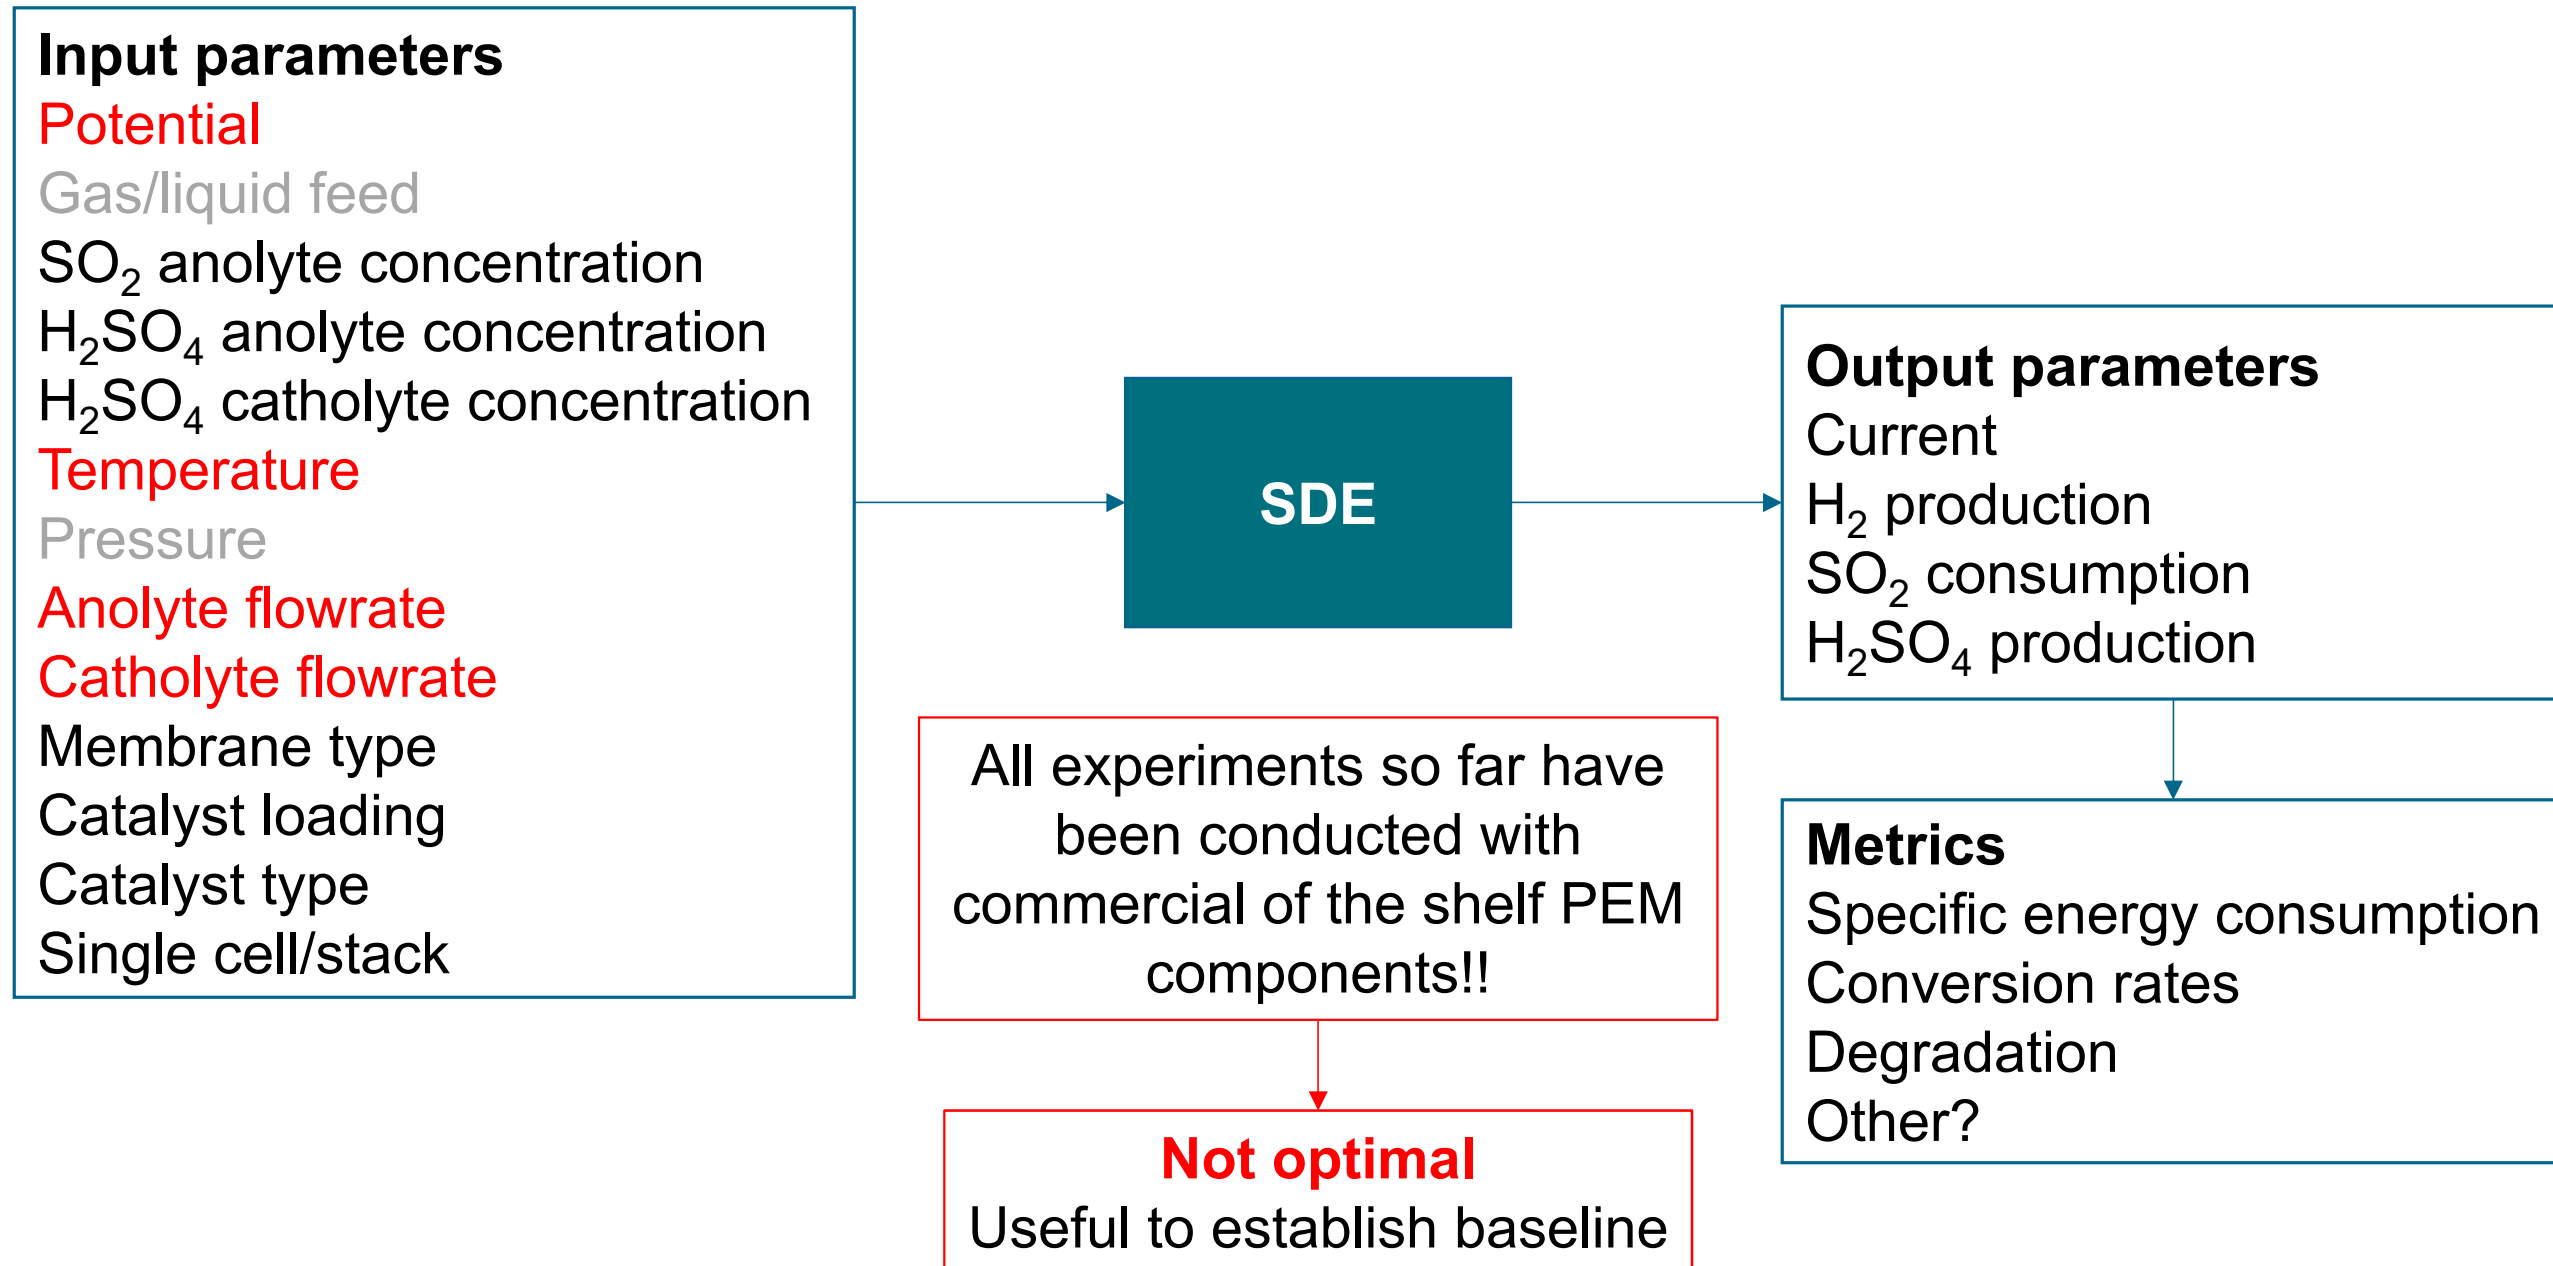 Input parameters
Potential
Gas/liquid feed
SO₂ anolyte concentration
H₂SO₄ anolyte concentration
H₂SO₄ catholyte concentration
Temperature
Pressure
Anolyte flowrate
Catholyte flowrate
Membrane type
Catalyst loading
Catalyst type
Single cell/stack
SDE
All experiments so far have
been conducted with
commercial of the shelf PEM
components!!
Not optimal
Useful to establish baseline
Output parameters
Current
H₂ production
SO₂ consumption
H₂SO₄ production
Metrics
Specific energy consumption
Conversion rates
Degradation
Other?